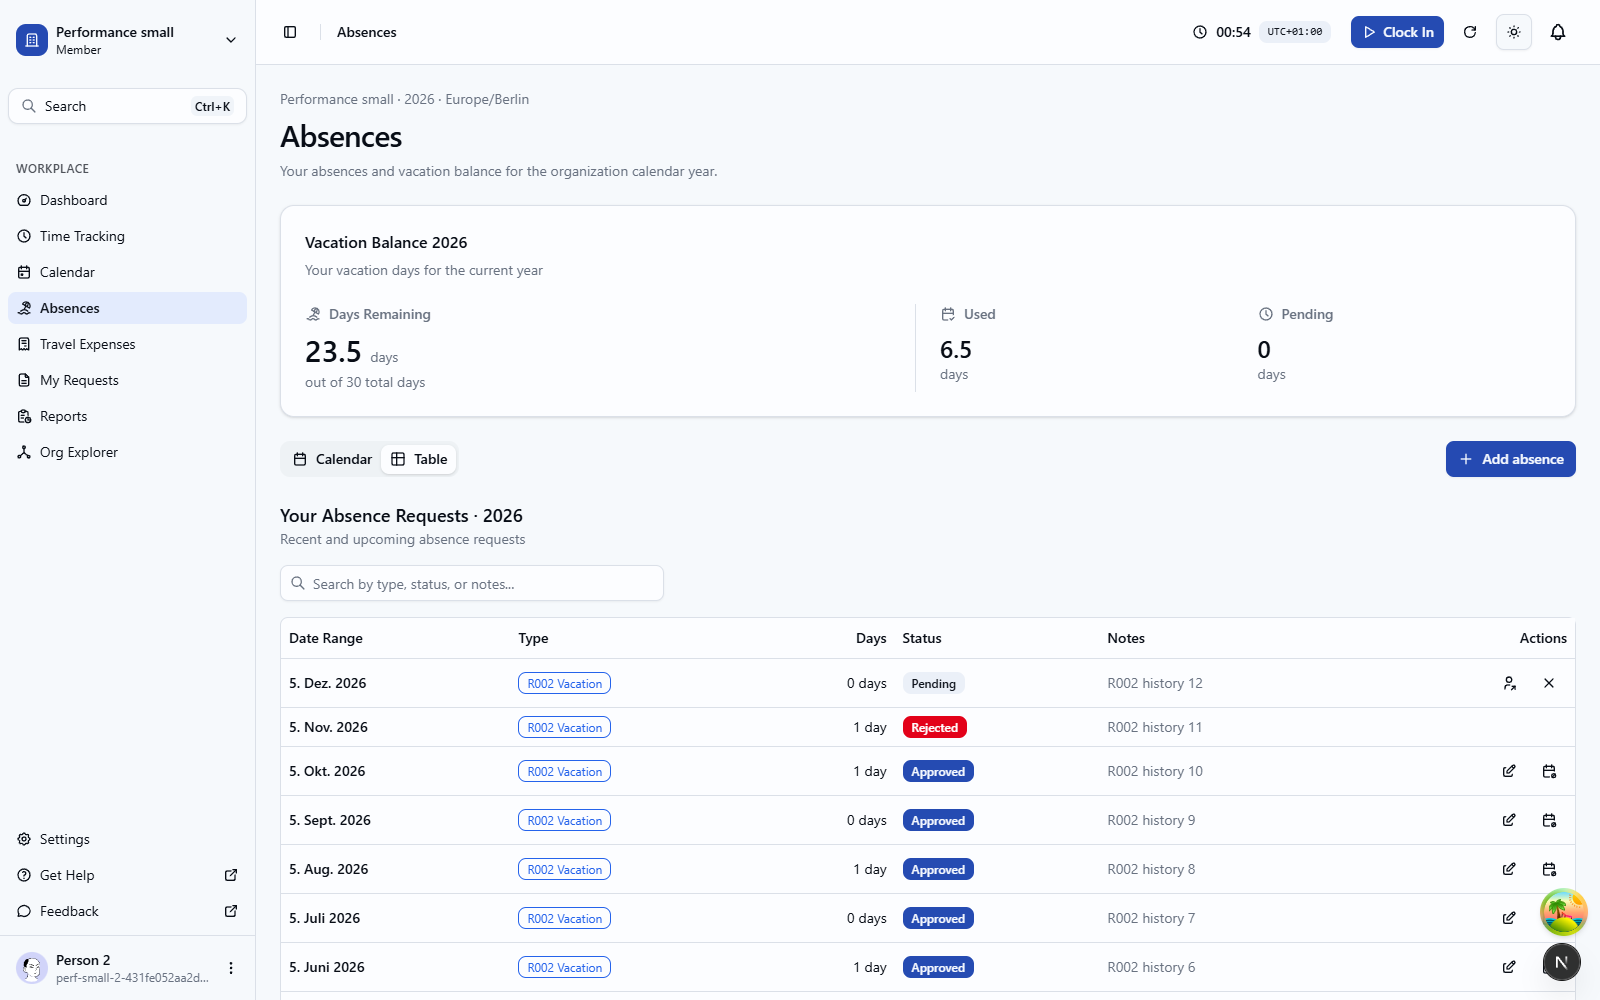 Performance small
Member
Search
Ctrl+K
WORKPLACE
Dashboard
Time Tracking
Calendar
Absences
Travel Expenses
My Requests
Reports
Org Explorer
Settings
Get Help
Feedback
Person 2
perf-small-2-431fe052aa2d...
Absences
00:54
UTC+01:00
Clock In
Performance small · 2026 · Europe/Berlin
Absences
Your absences and vacation balance for the organization calendar year.
Vacation Balance 2026
Your vacation days for the current year
Days Remaining
23.5 days
out of 30 total days
Used
6.5
days
Pending
0
days
Calendar
Table
Add absence
Your Absence Requests · 2026
Recent and upcoming absence requests
Search by type, status, or notes...
Date Range Type Days Status Notes Actions
5. Dez. 2026 R002 Vacation 0 days Pending R002 history 12
5. Nov. 2026 R002 Vacation 1 day Rejected R002 history 11
5. Okt. 2026 R002 Vacation 1 day Approved R002 history 10
5. Sept. 2026 R002 Vacation 0 days Approved R002 history 9
5. Aug. 2026 R002 Vacation 1 day Approved R002 history 8
5. Juli 2026 R002 Vacation 0 days Approved R002 history 7
5. Juni 2026 R002 Vacation 1 day Approved R002 history 6
N